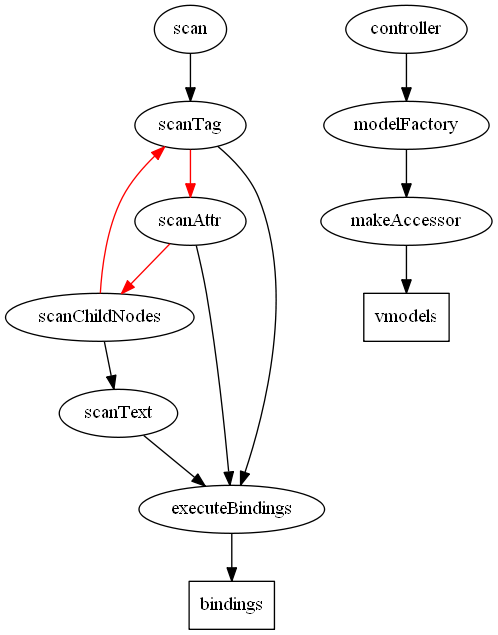 scan
controller
scanTag
modelFactory
scanAttr
makeAccessor
scanChildNodes
vmodels
scanText
executeBindings
bindings